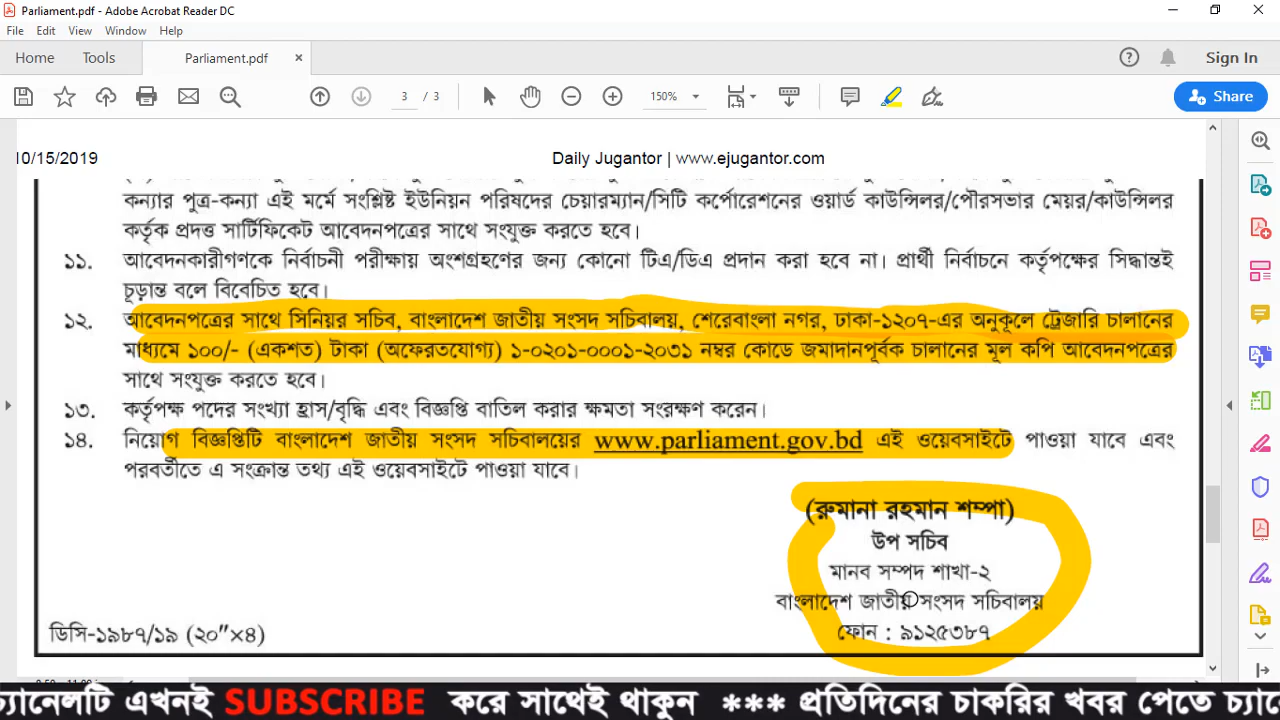 Parliament.pdf - Adobe Acrobat Reader DC
File Edit View Window Help
Home Tools Parliament.pdf × Sign In
3 / 3 150% Share
10/15/2019 Daily Jugantor | www.ejugantor.com
কন্যার পুত্র-কন্যা এই মর্মে সংশ্লিষ্ট ইউনিয়ন পরিষদের চেয়ারম্যান/সিটি কর্পোরেশনের ওয়ার্ড কাউন্সিলর/পৌরসভার মেয়র/কাউন্সিলর
কর্তৃক প্রদত্ত সার্টিফিকেট আবেদনপত্রের সাথে সংযুক্ত করতে হবে।
১১. আবেদনকারীগণকে নির্বাচনী পরীক্ষায় অংশগ্রহণের জন্য কোনো টিএ/ডিএ প্রদান করা হবে না। প্রার্থী নির্বাচনে কর্তৃপক্ষের সিদ্ধান্তই
চূড়ান্ত বলে বিবেচিত হবে।
১২. আবেদনপত্রের সাথে সিনিয়র সচিব, বাংলাদেশ জাতীয় সংসদ সচিবালয়, শেরেবাংলা নগর, ঢাকা-১২০৭-এর অনুকূলে ট্রেজারি চালানের
মাধ্যমে ১০০/- (একশত) টাকা (অফেরতযোগ্য) ১-০২০১-০০০১-২০৩১ নম্বর কোডে জমাদানপূর্বক চালানের মূল কপি আবেদনপত্রের
সাথে সংযুক্ত করতে হবে।
১৩. কর্তৃপক্ষ পদের সংখ্যা হ্রাস/বৃদ্ধি এবং বিজ্ঞপ্তি বাতিল করার ক্ষমতা সংরক্ষণ করেন।
১৪. নিয়োগ বিজ্ঞপ্তিটি বাংলাদেশ জাতীয় সংসদ সচিবালয়ের www.parliament.gov.bd এই ওয়েবসাইটে পাওয়া যাবে এবং
পরবর্তীতে এ সংক্রান্ত তথ্য এই ওয়েবসাইটে পাওয়া যাবে।
(রুমানা রহমান শম্পা)
উপ সচিব
মানব সম্পদ শাখা-২
বাংলাদেশ জাতীয় সংসদ সচিবালয়
ফোন : ৯১২৫৩৮৭
ডিসি-১৯৮৭/১৯ (২০"×৪)
চ্যানেলটি এখনই SUBSCRIBE করে সাথেই থাকুন *** প্রতিদিনের চাকরির খবর পেতে